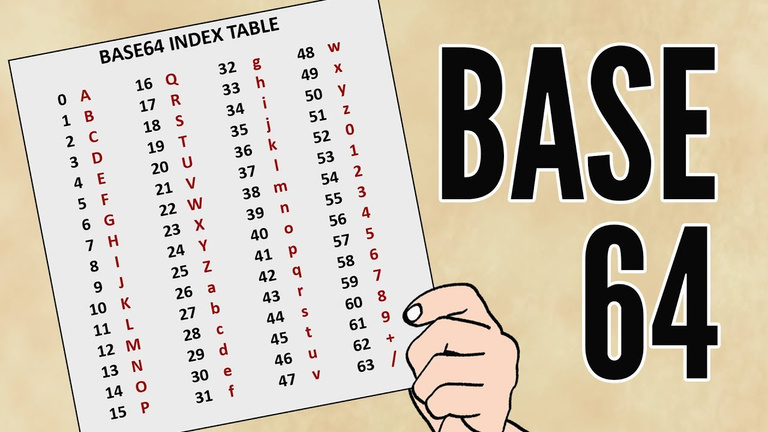 BASE64 INDEX TABLE
0 A 16 Q 32 g 48 w
1 B 17 R 33 h 49 x
2 C 18 S 34 i 50 y
3 D 19 T 35 j 51 z
4 E 20 U 36 k 52 0
5 F 21 V 37 l 53 1
6 G 22 W 38 m 54 2
7 H 23 X 39 n 55 3
8 I 24 Y 40 o 56 4
9 J 25 Z 41 p 57 5
10 K 26 a 42 q 58 6
11 L 27 b 43 r 59 7
12 M 28 c 44 s 60 8
13 N 29 d 45 t 61 9
14 O 30 e 46 u 62 +
15 P 31 f 47 v 63 /
BASE
64